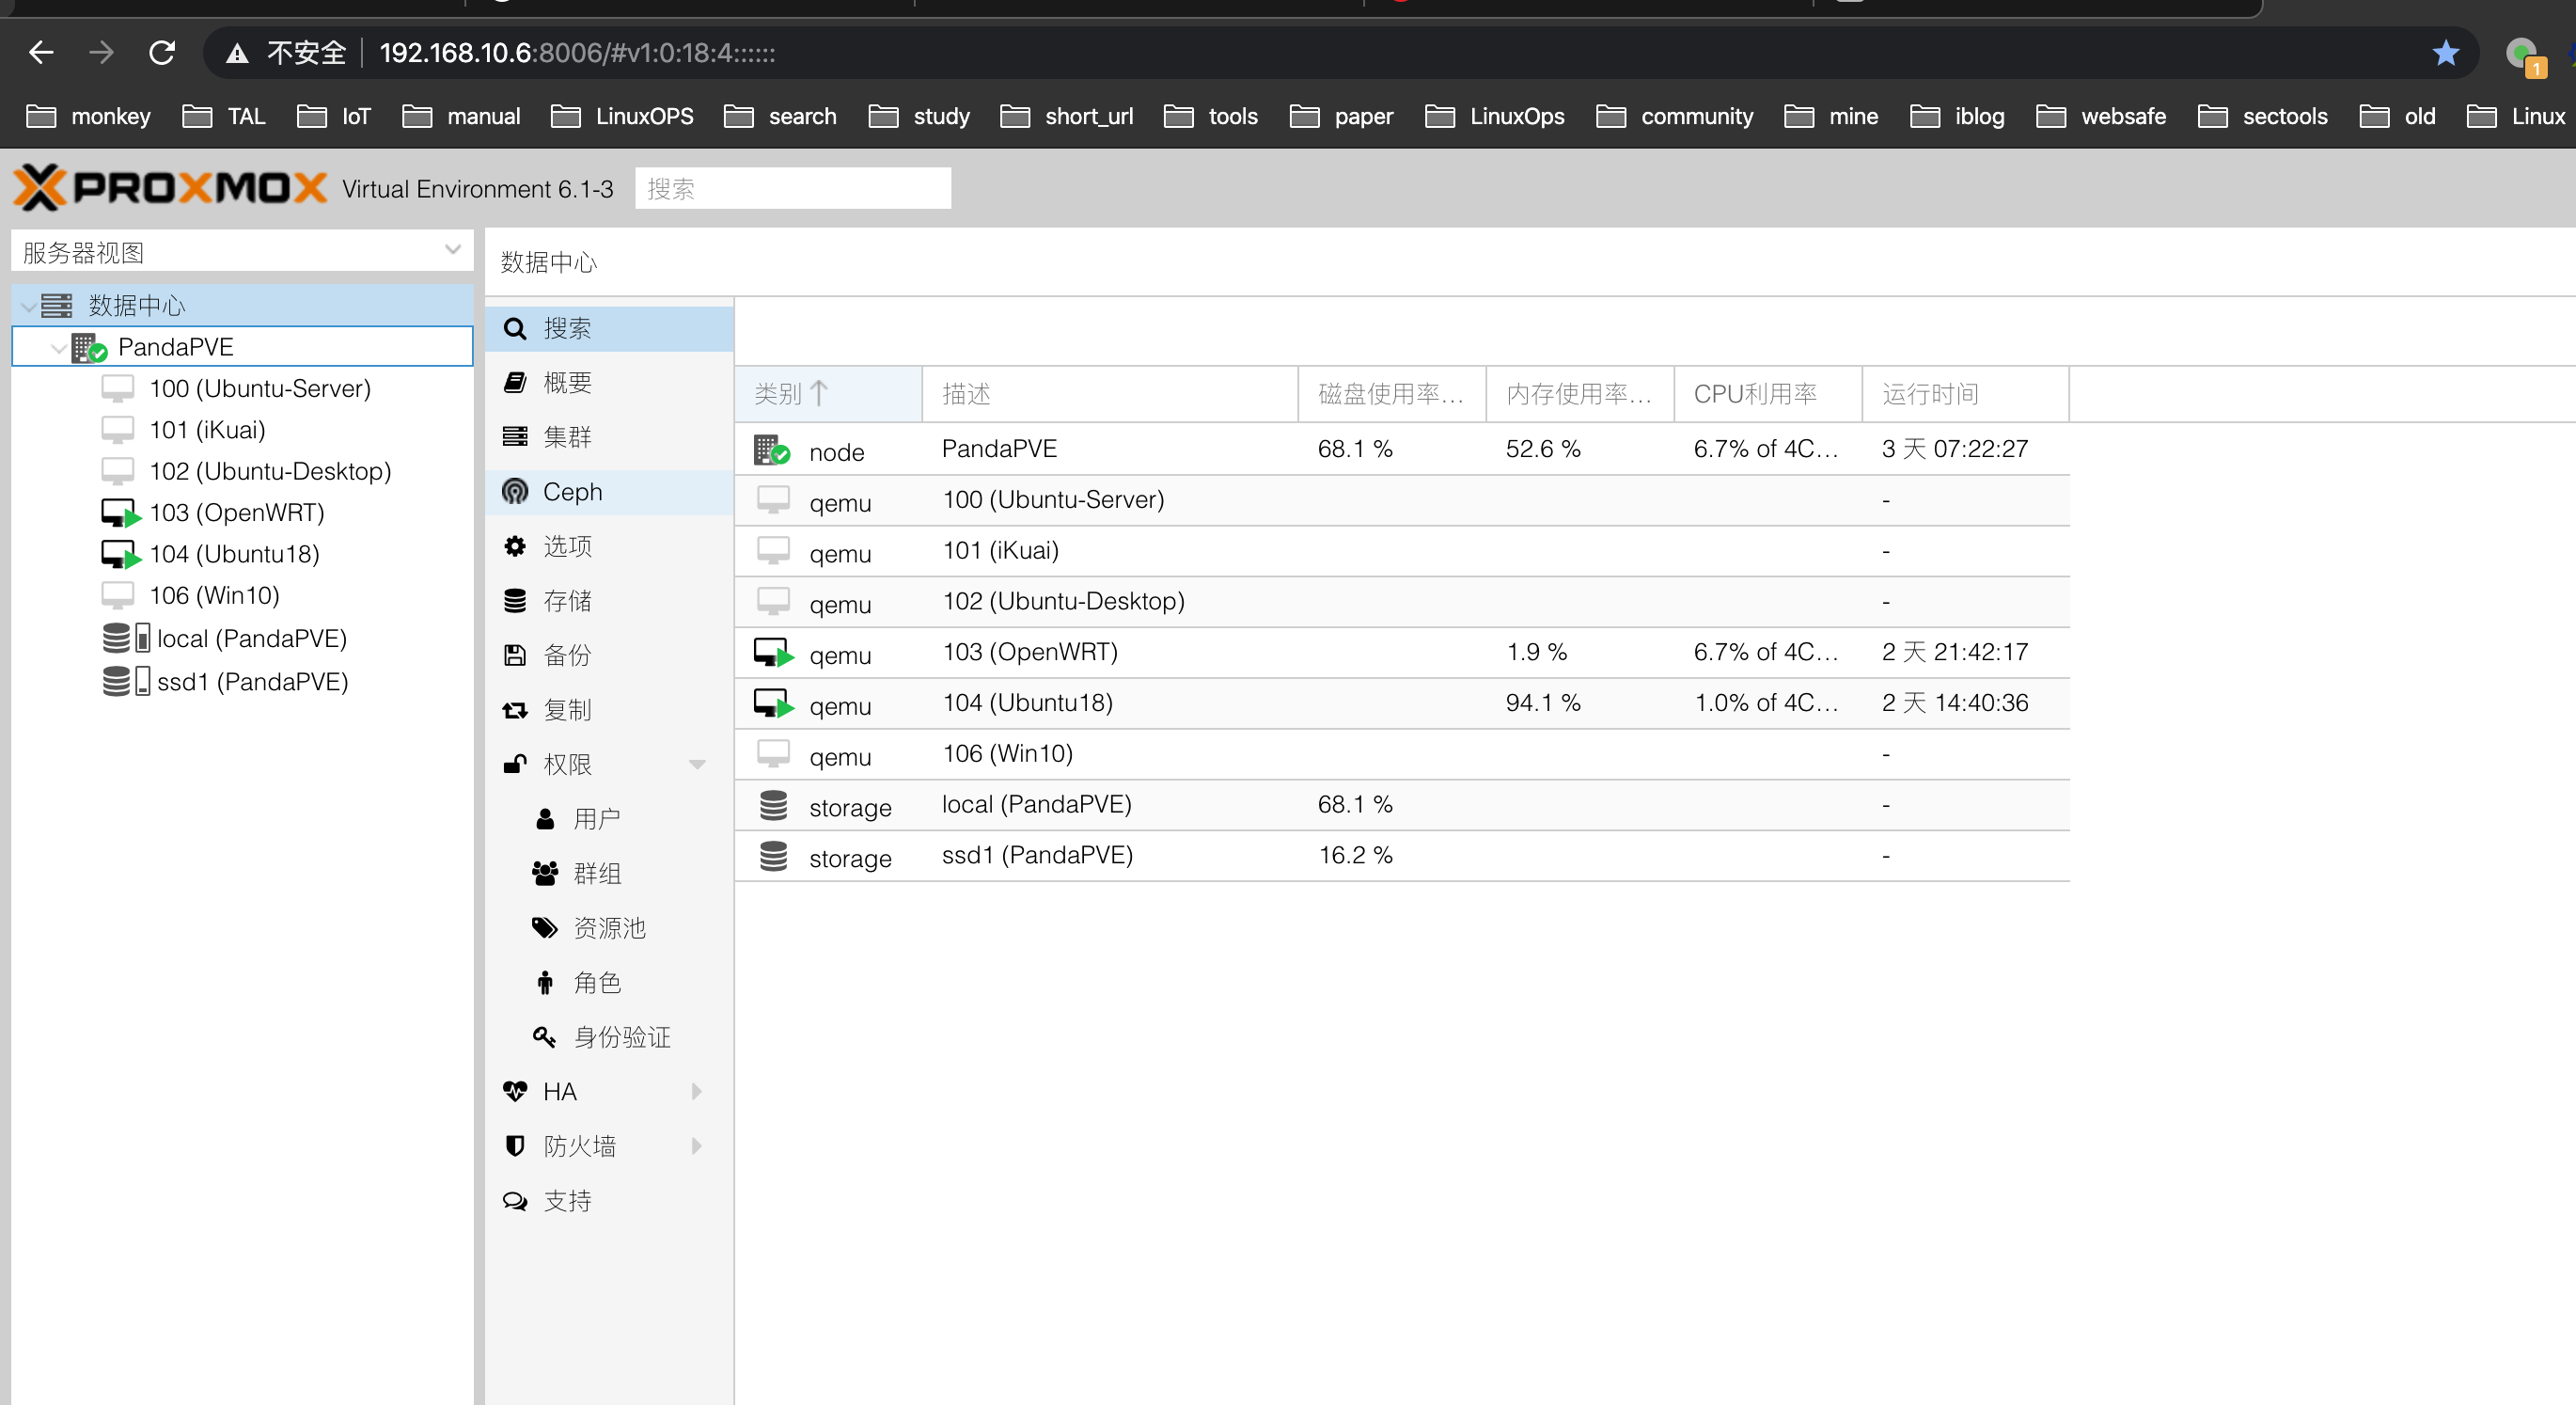 不安全 192.168.10.6:8006/#v1:0:18:4::::::
1
monkey TAL IoT manual LinuxOPS search study short_url tools paper LinuxOps community mine iblog websafe sectools old Linux
PROXMOX Virtual Environment 6.1-3 搜索
服务器视图
数据中心
PandaPVE
100 (Ubuntu-Server)
101 (iKuai)
102 (Ubuntu-Desktop)
103 (OpenWRT)
104 (Ubuntu18)
106 (Win10)
local (PandaPVE)
ssd1 (PandaPVE)
数据中心
搜索
概要
集群
Ceph
选项
存储
备份
复制
权限
用户
群组
资源池
角色
身份验证
HA
防火墙
支持
类别 描述 磁盘使用率... 内存使用率... CPU利用率 运行时间
node PandaPVE 68.1 % 52.6 % 6.7% of 4C... 3 天 07:22:27
qemu 100 (Ubuntu-Server) -
qemu 101 (iKuai) -
qemu 102 (Ubuntu-Desktop) -
qemu 103 (OpenWRT) 1.9 % 6.7% of 4C... 2 天 21:42:17
qemu 104 (Ubuntu18) 94.1 % 1.0% of 4C... 2 天 14:40:36
qemu 106 (Win10) -
storage local (PandaPVE) 68.1 % -
storage ssd1 (PandaPVE) 16.2 % -